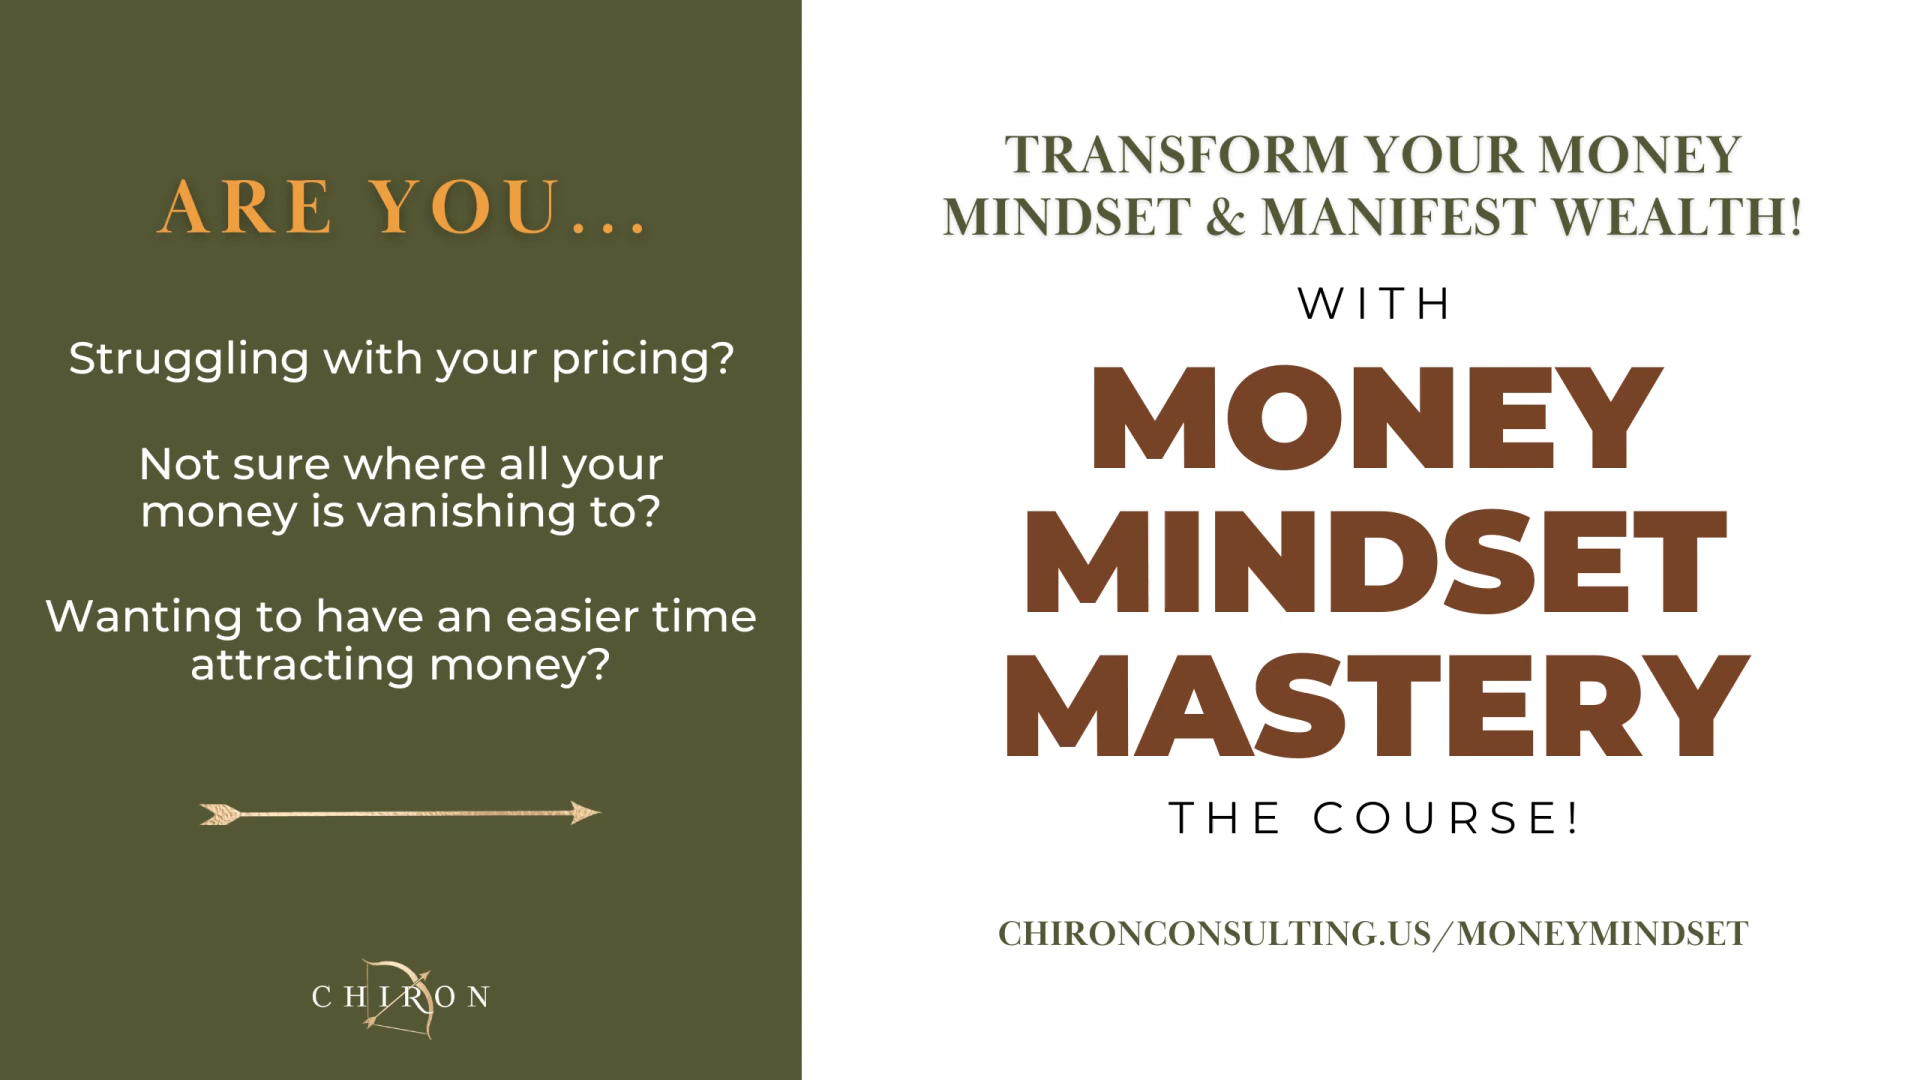 ARE YOU...
Struggling with your pricing?
Not sure where all your
money is vanishing to?
Wanting to have an easier time
attracting money?
CHIRON
TRANSFORM YOUR MONEY
MINDSET & MANIFEST WEALTH!
WITH
MONEY
MINDSET
MASTERY
THE COURSE!
CHIRONCONSULTING.US/MONEYMINDSET